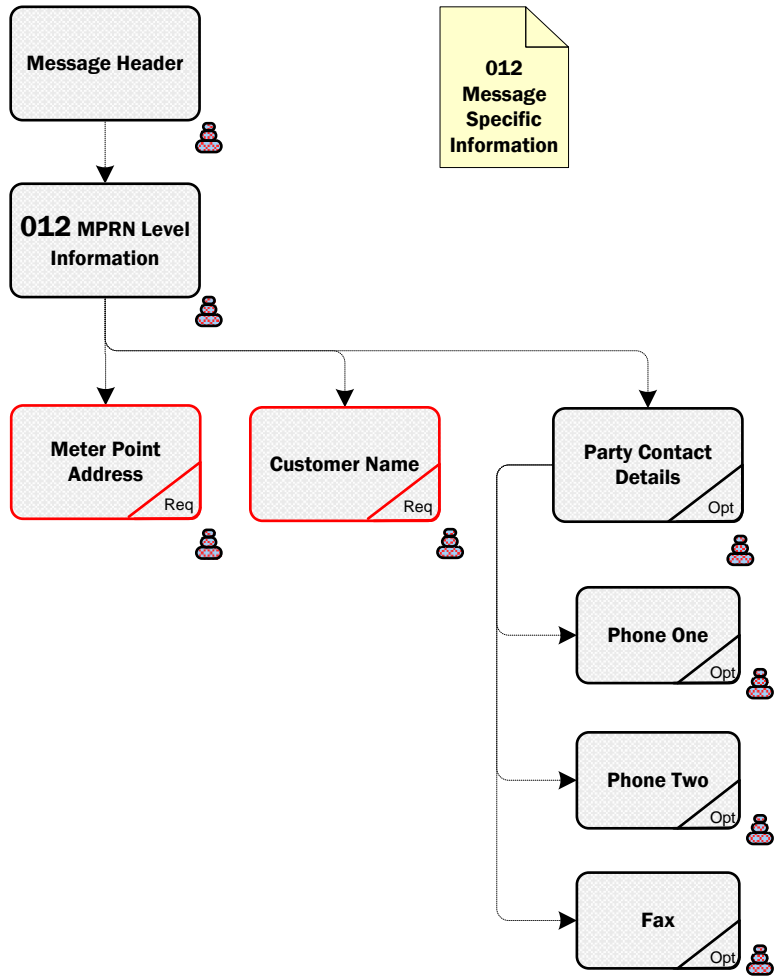 Message Header
012
Message
Specific
Information
012 MPRN Level
Information
Meter Point
Address
Req
Customer Name
Req
Party Contact
Details
Opt
Phone One
Opt
Phone Two
Opt
Fax
Opt